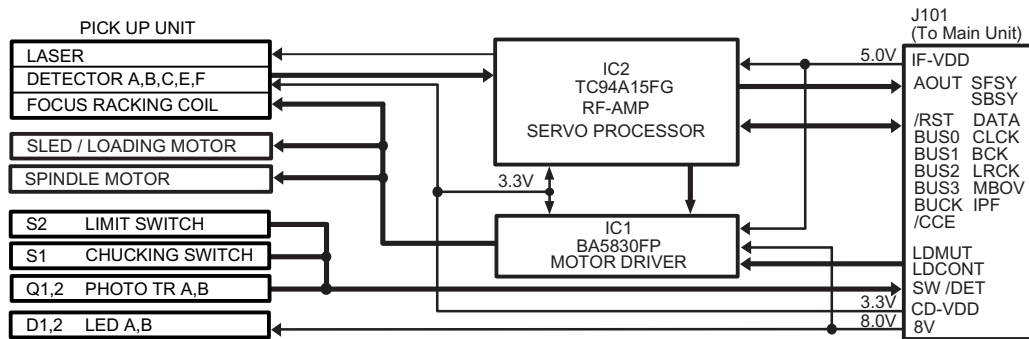 PICK UP UNIT
LASER
DETECTOR A,B,C,E,F
FOCUS RACKING COIL
SLED / LOADING MOTOR
SPINDLE MOTOR
S2 LIMIT SWITCH
S1 CHUCKING SWITCH
Q1,2 PHOTO TR A,B
D1,2 LED A,B
IC2
TC94A15FG
RF-AMP
SERVO PROCESSOR
3.3V
IC1
BA5830FP
MOTOR DRIVER
J101
(To Main Unit)
5.0V IF-VDD
AOUT SFSY
SBSY
/RST DATA
BUS0 CLCK
BUS1 BCK
BUS2 LRCK
BUS3 MBOV
BUCK IPF
/CCE
LDMUT
LDCONT
SW /DET
3.3V CD-VDD
8.0V 8V